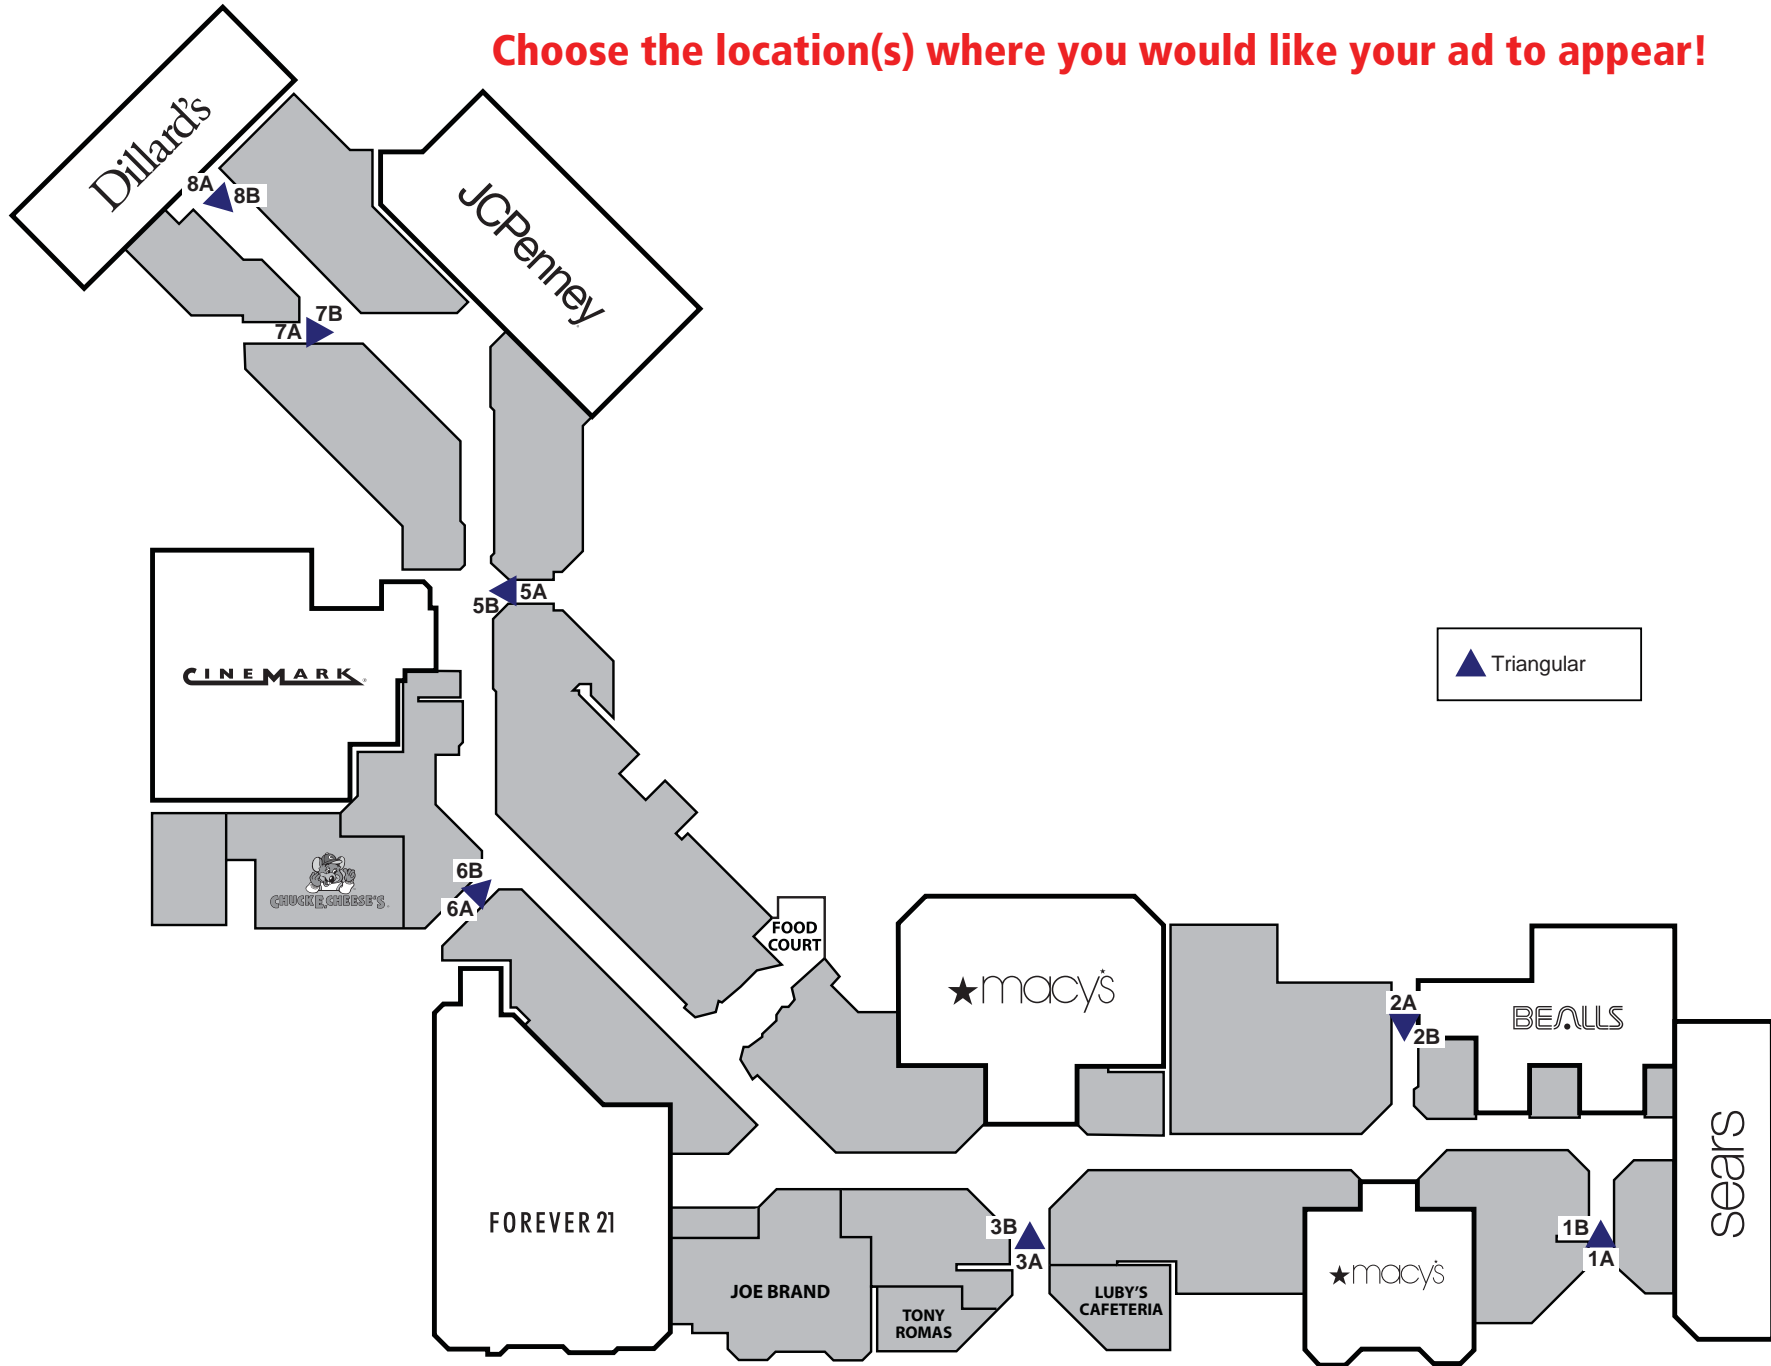 Choose the location(s) where you would like your ad to appear!
Dillard's
8A
8B
JCPenney
7B
7A
5A
5B
CINEMARK
Triangular
CHUCK E. CHEESE'S
6B
6A
FOOD
COURT
macy's
2A
2B
BEALLS
sears
FOREVER 21
3B
3A
1B
1A
JOE BRAND
TONY
ROMAS
LUBY'S
CAFETERIA
macy's